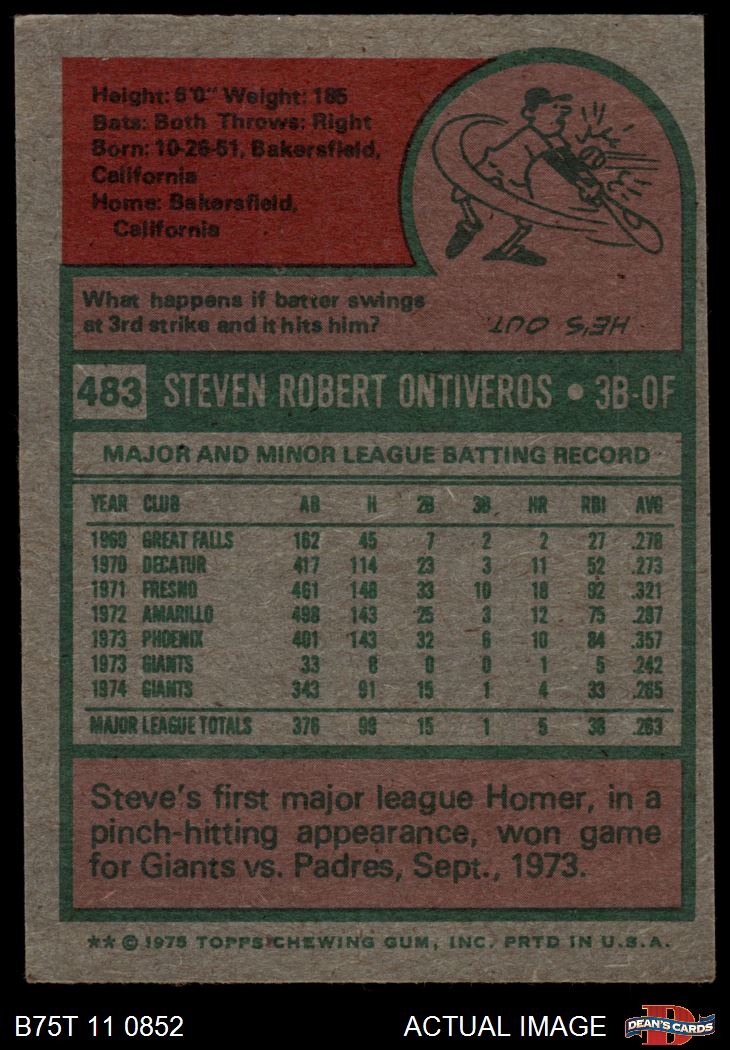 Height: 6'0" Weight: 185
Bats: Both Throws: Right
Born: 10-26-51, Bakersfield,
California
Home: Bakersfield,
California
What happens if batter swings
at 3rd strike and it hits him?
HE'S OUT
483 STEVEN ROBERT ONTIVEROS • 3B-OF
MAJOR AND MINOR LEAGUE BATTING RECORD
YEAR CLUB AB H 2B 3B HR RBI AVG
1969 GREAT FALLS 162 45 7 2 2 27 .278
1970 DECATUR 417 114 23 3 11 52 .273
1971 FRESNO 461 148 33 10 18 92 .321
1972 AMARILLO 498 143 25 3 12 75 .287
1973 PHOENIX 401 143 32 6 10 84 .357
1973 GIANTS 33 8 0 0 1 5 .242
1974 GIANTS 343 91 15 1 4 33 .265
MAJOR LEAGUE TOTALS 376 99 15 1 5 38 .263
Steve's first major league Homer, in a
pinch-hitting appearance, won game
for Giants vs. Padres, Sept., 1973.
** © 1975 TOPPS CHEWING GUM, INC. PRTD IN U.S.A.
B75T 11 0852 ACTUAL IMAGE DEAN'S CARDS